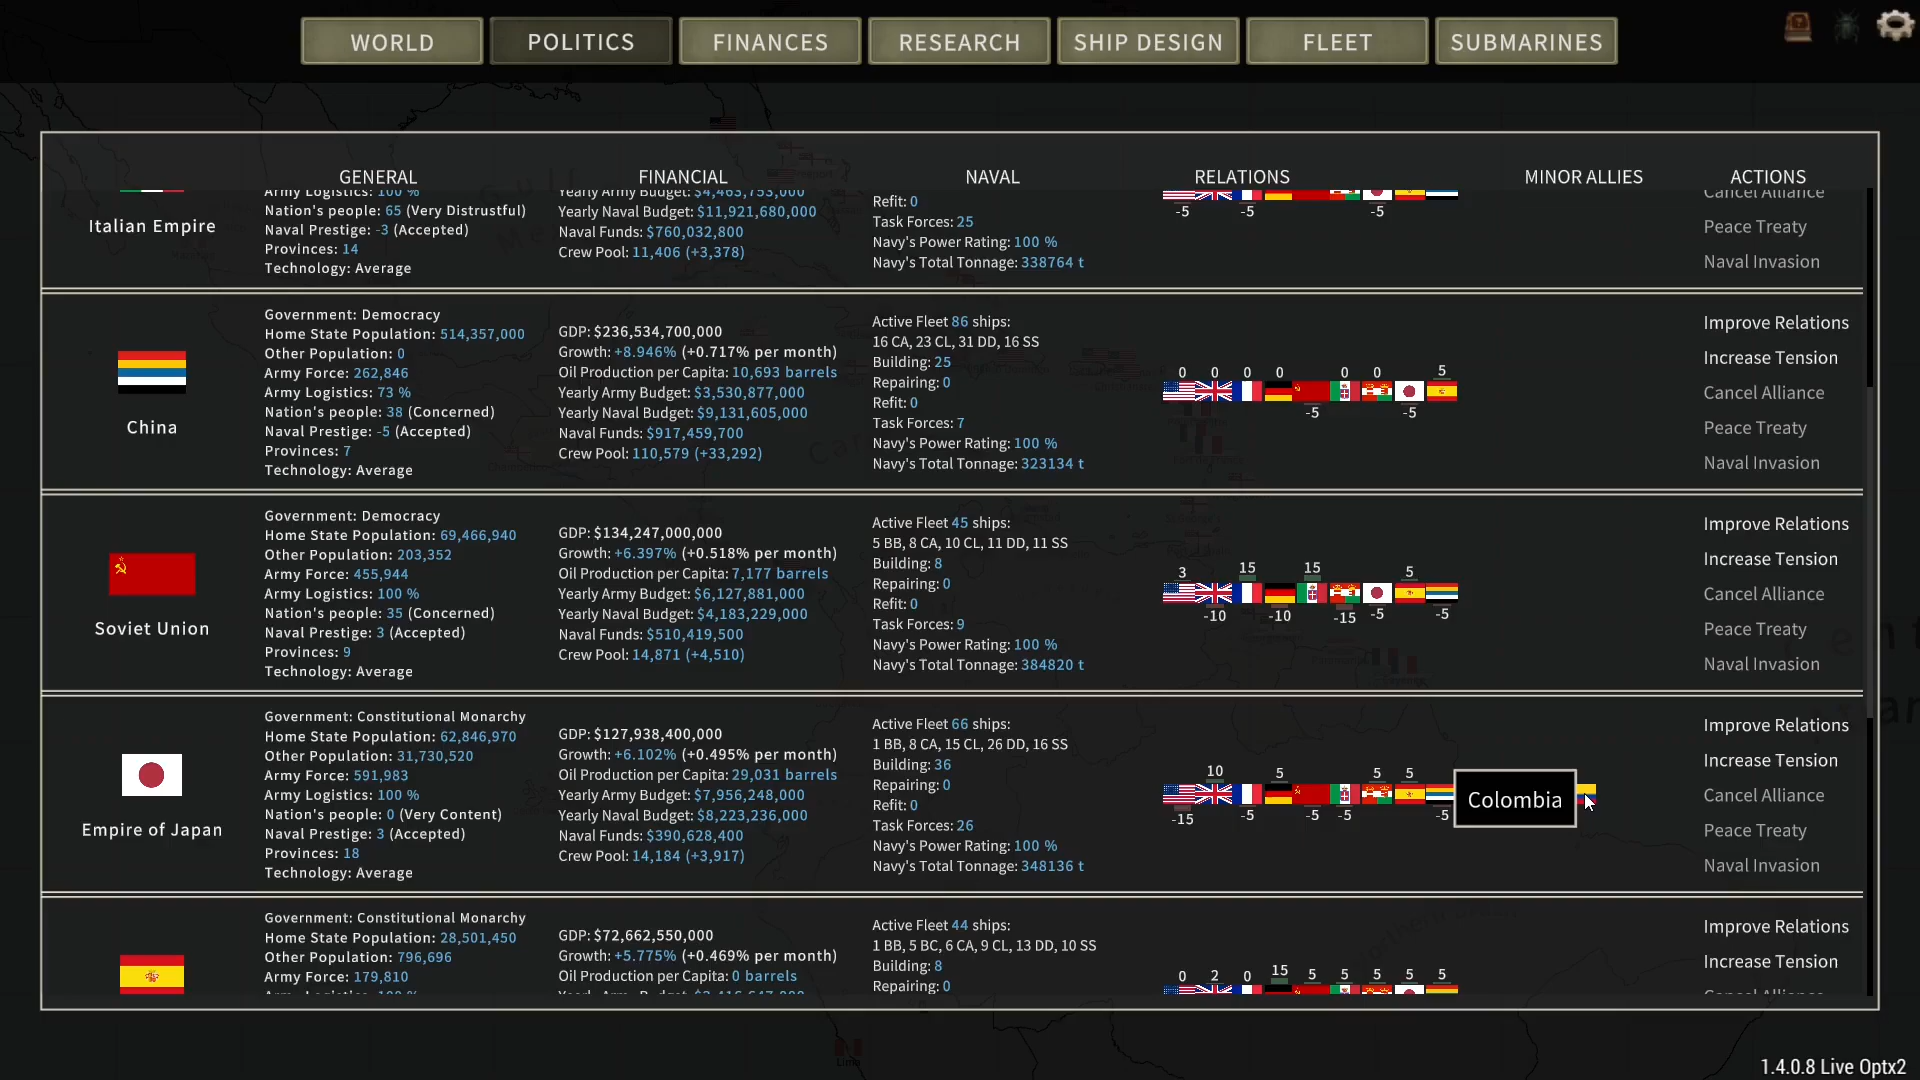 WORLD
POLITICS
FINANCES
RESEARCH
SHIP DESIGN
FLEET
SUBMARINES
GENERAL
FINANCIAL
NAVAL
RELATIONS
MINOR ALLIES
ACTIONS
Italian Empire
Army Logistics: 100 %
Nation's people: 65 (Very Distrustful)
Naval Prestige: -3 (Accepted)
Provinces: 14
Technology: Average
Yearly Army Budget: $4,463,753,000
Yearly Naval Budget: $11,921,680,000
Naval Funds: $760,032,800
Crew Pool: 11,406 (+3,378)
Refit: 0
Task Forces: 25
Navy's Power Rating: 100 %
Navy's Total Tonnage: 338764 t
-5 -5 -5
Cancel Alliance
Peace Treaty
Naval Invasion
China
Government: Democracy
Home State Population: 514,357,000
Other Population: 0
Army Force: 262,846
Army Logistics: 73 %
Nation's people: 38 (Concerned)
Naval Prestige: -5 (Accepted)
Provinces: 7
Technology: Average
GDP: $236,534,700,000
Growth: +8.946% (+0.717% per month)
Oil Production per Capita: 10,693 barrels
Yearly Army Budget: $3,530,877,000
Yearly Naval Budget: $9,131,605,000
Naval Funds: $917,459,700
Crew Pool: 110,579 (+33,292)
Active Fleet 86 ships:
16 CA, 23 CL, 31 DD, 16 SS
Building: 25
Repairing: 0
Refit: 0
Task Forces: 7
Navy's Power Rating: 100 %
Navy's Total Tonnage: 323134 t
0 0 0 0 0 0 5
-5 -5
Improve Relations
Increase Tension
Cancel Alliance
Peace Treaty
Naval Invasion
Soviet Union
Government: Democracy
Home State Population: 69,466,940
Other Population: 203,352
Army Force: 455,944
Army Logistics: 100 %
Nation's people: 35 (Concerned)
Naval Prestige: 3 (Accepted)
Provinces: 9
Technology: Average
GDP: $134,247,000,000
Growth: +6.397% (+0.518% per month)
Oil Production per Capita: 7,177 barrels
Yearly Army Budget: $6,127,881,000
Yearly Naval Budget: $4,183,229,000
Naval Funds: $510,419,500
Crew Pool: 14,871 (+4,510)
Active Fleet 45 ships:
5 BB, 8 CA, 10 CL, 11 DD, 11 SS
Building: 8
Repairing: 0
Refit: 0
Task Forces: 9
Navy's Power Rating: 100 %
Navy's Total Tonnage: 384820 t
3 15 15 5
-10 -10 -15 -5 -5
Improve Relations
Increase Tension
Cancel Alliance
Peace Treaty
Naval Invasion
Empire of Japan
Government: Constitutional Monarchy
Home State Population: 62,846,970
Other Population: 31,730,520
Army Force: 591,983
Army Logistics: 100 %
Nation's people: 0 (Very Content)
Naval Prestige: 3 (Accepted)
Provinces: 18
Technology: Average
GDP: $127,938,400,000
Growth: +6.102% (+0.495% per month)
Oil Production per Capita: 29,031 barrels
Yearly Army Budget: $7,956,248,000
Yearly Naval Budget: $8,223,236,000
Naval Funds: $390,628,400
Crew Pool: 14,184 (+3,917)
Active Fleet 66 ships:
1 BB, 8 CA, 15 CL, 26 DD, 16 SS
Building: 36
Repairing: 0
Refit: 0
Task Forces: 26
Navy's Power Rating: 100 %
Navy's Total Tonnage: 348136 t
10 5 5 5
-15 -5 -5 -5 -5
Colombia
Improve Relations
Increase Tension
Cancel Alliance
Peace Treaty
Naval Invasion
Government: Constitutional Monarchy
Home State Population: 28,501,450
Other Population: 796,696
Army Force: 179,810
GDP: $72,662,550,000
Growth: +5.775% (+0.469% per month)
Oil Production per Capita: 0 barrels
Active Fleet 44 ships:
1 BB, 5 BC, 6 CA, 9 CL, 13 DD, 10 SS
Building: 8
Repairing: 0
0 2 0 15 5 5 5 5 5
Improve Relations
Increase Tension
Lima
1.4.0.8 Live Optx2